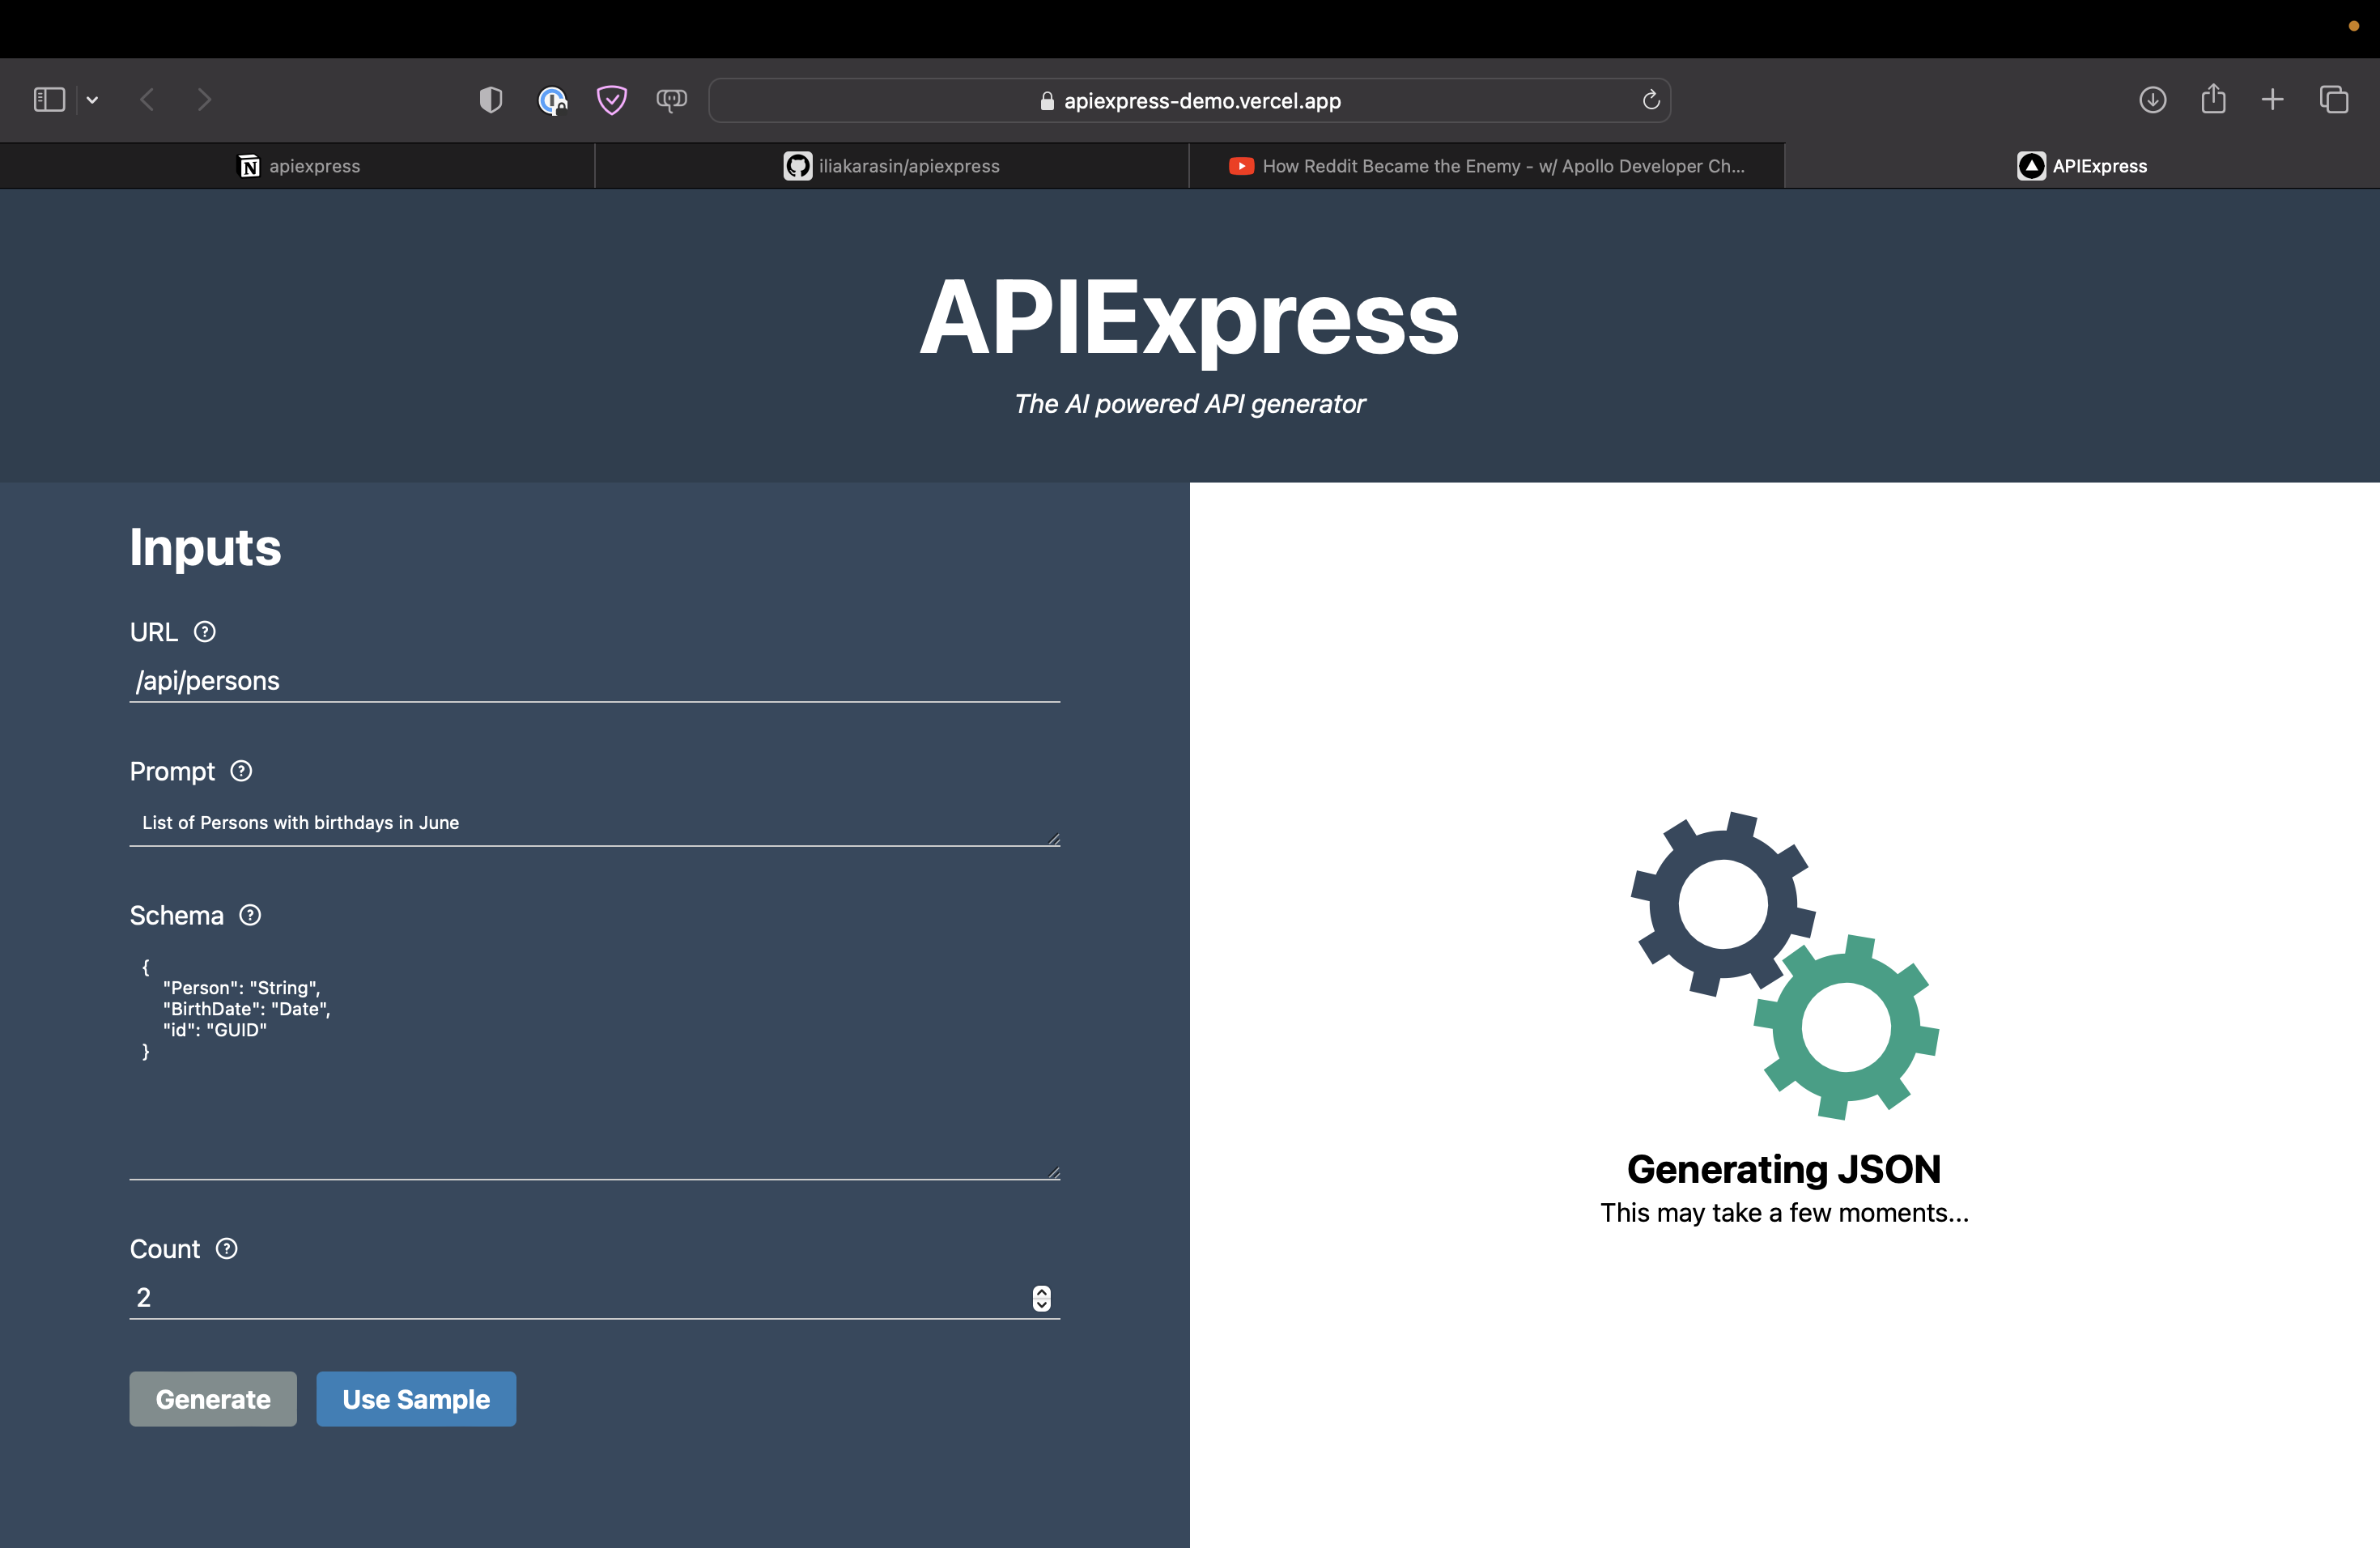 apiexpress-demo.vercel.app
apiexpress
iliakarasin/apiexpress
How Reddit Became the Enemy - w/ Apollo Developer Ch...
APIExpress
APIExpress
The AI powered API generator
Inputs
URL
/api/persons
Prompt
List of Persons with birthdays in June
Schema
{
"Person": "String",
"BirthDate": "Date",
"id": "GUID"
}
Count
2
Generate
Use Sample
Generating JSON
This may take a few moments...